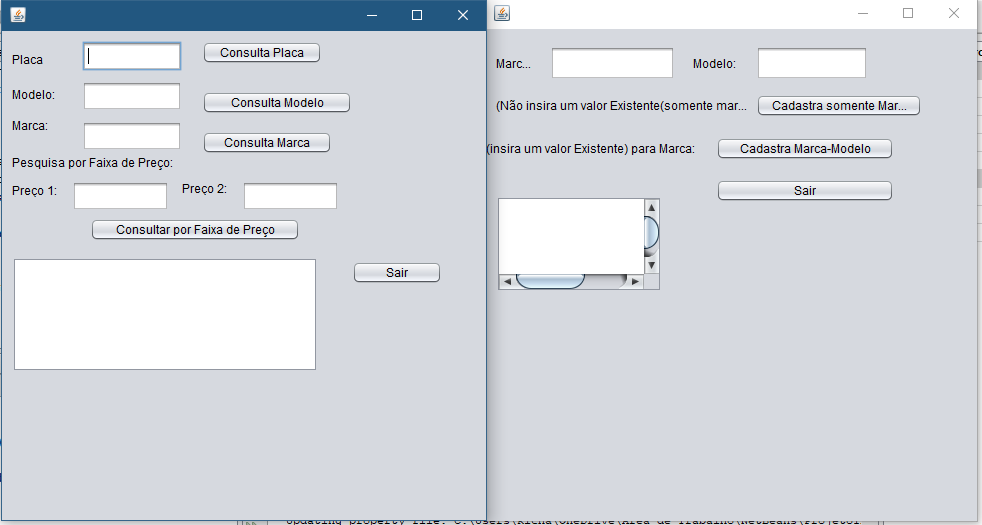 Placa
Consulta Placa
Modelo:
Consulta Modelo
Marca:
Consulta Marca
Pesquisa por Faixa de Preço:
Preço 1:
Preço 2:
Consultar por Faixa de Preço
Sair
Marc...
Modelo:
(Não insira um valor Existente(somente mar...
Cadastra somente Mar...
(insira um valor Existente) para Marca:
Cadastra Marca-Modelo
Sair